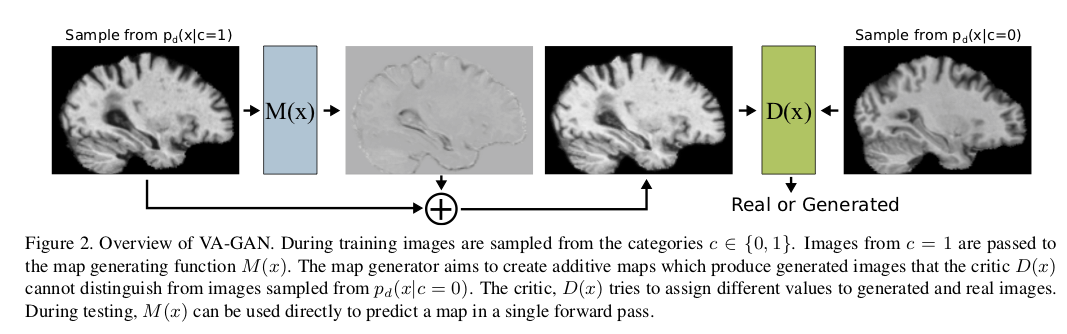 Sample from p_d(x|c=1)
Sample from p_d(x|c=0)
M(x)
D(x)
Real or Generated
Figure 2. Overview of VA-GAN. During training images are sampled from the categories c ∈ {0, 1}. Images from c = 1 are passed to
the map generating function M(x). The map generator aims to create additive maps which produce generated images that the critic D(x)
cannot distinguish from images sampled from p_d(x|c = 0). The critic, D(x) tries to assign different values to generated and real images.
During testing, M(x) can be used directly to predict a map in a single forward pass.